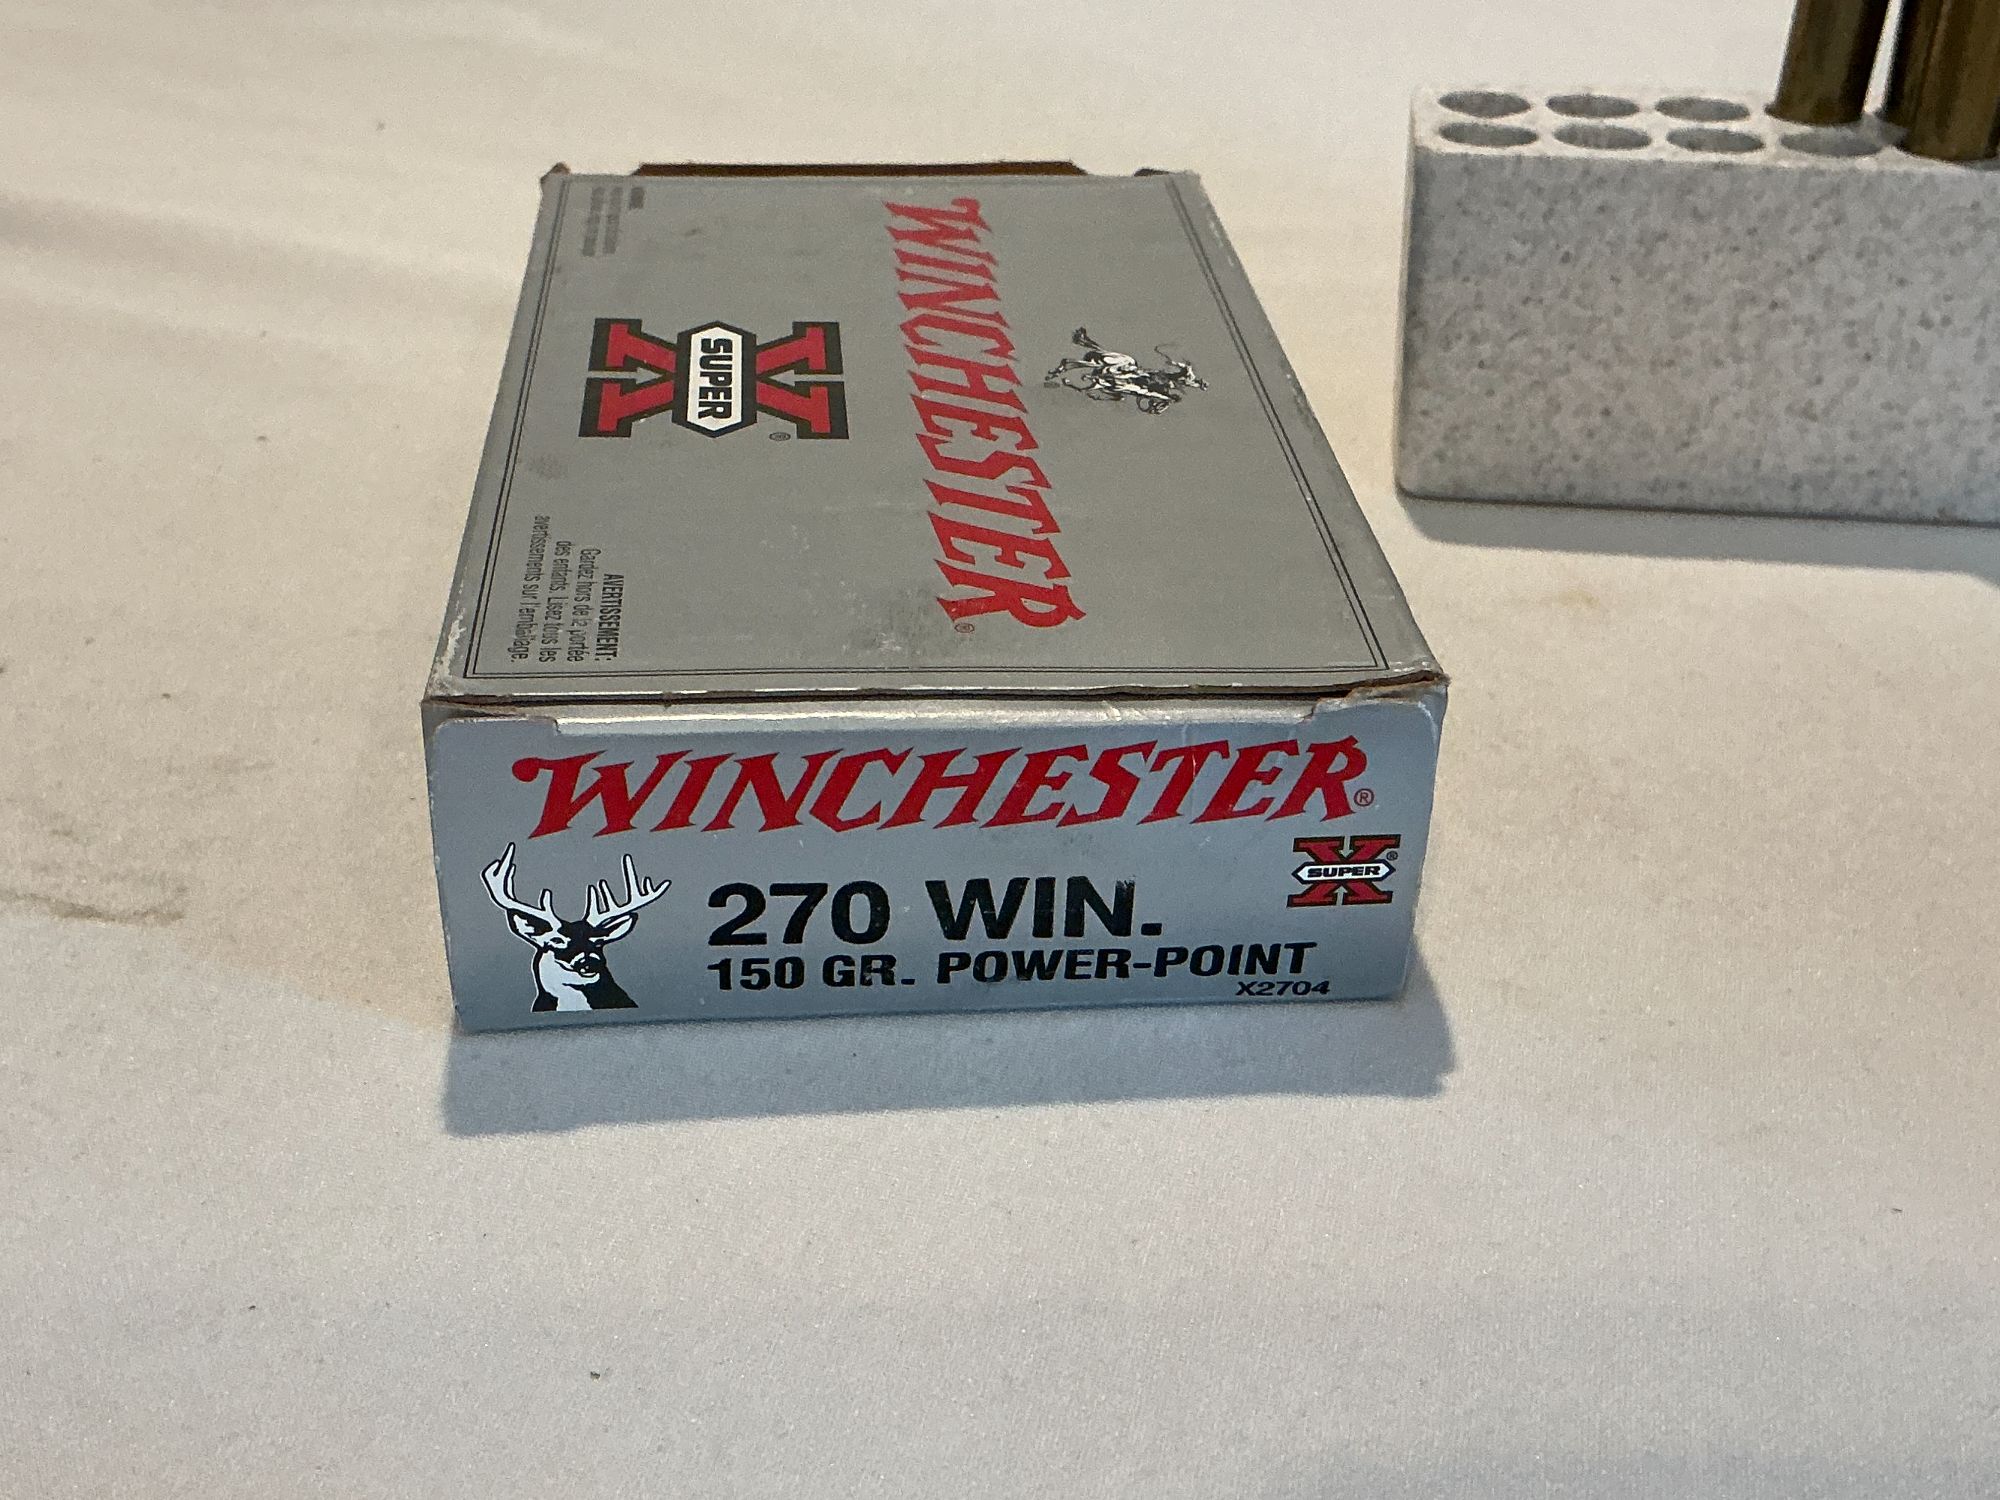 WINCHESTER®
SUPER X®
AVERTISSEMENT:
Gardez hors de la portée
des enfants. Lisez tous les
avertissements sur l'emballage.
WINCHESTER®
SUPER X®
270 WIN.
150 GR. POWER-POINT
X2704